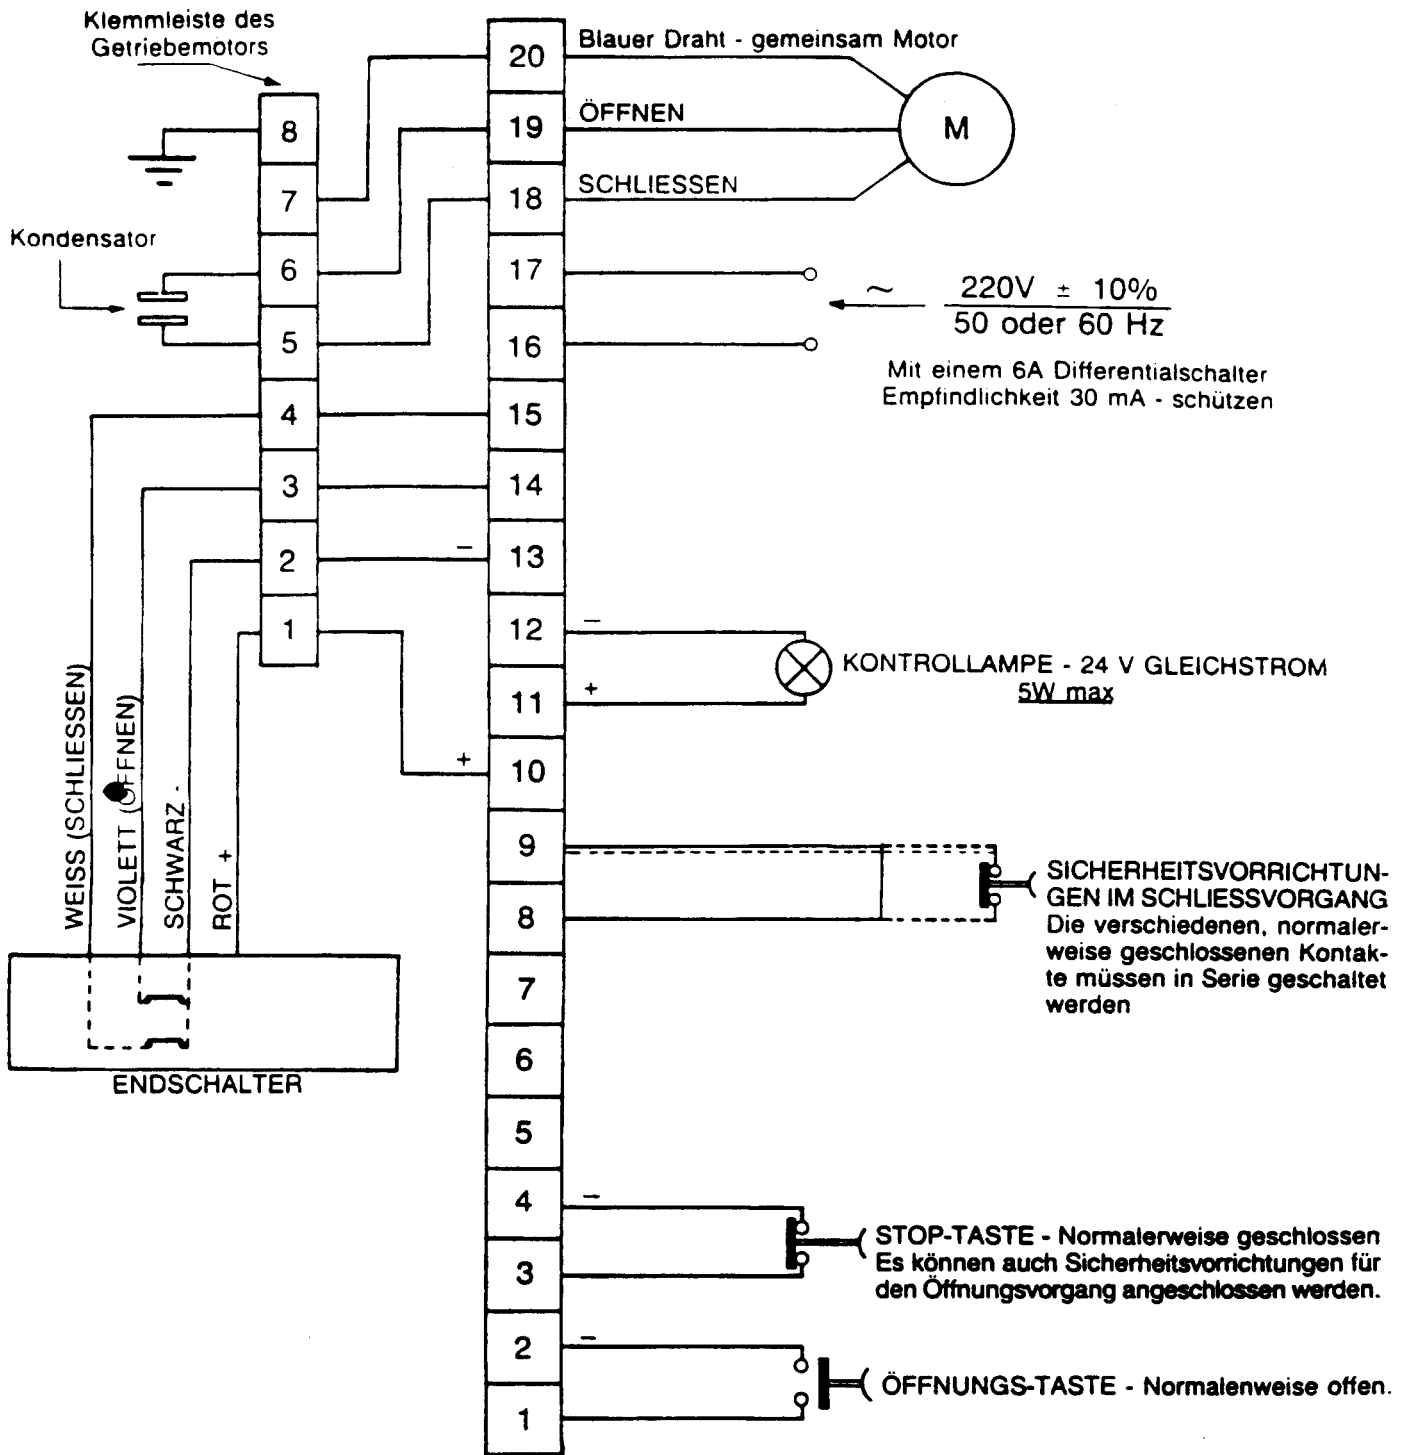 Klemmleiste des
Getriebemotors
8
7
6
5
4
3
2
1
Kondensator
20
19
18
17
16
15
14
13
12
11
10
9
8
7
6
5
4
3
2
1
Blauer Draht - gemeinsam Motor
ÖFFNEN
SCHLIESSEN
M
~ 220V ± 10%
50 oder 60 Hz
Mit einem 6A Differentialschalter
Empfindlichkeit 30 mA - schützen
−
−
+
+
KONTROLLAMPE - 24 V GLEICHSTROM
5W max
WEISS (SCHLIESSEN)
VIOLETT (ÖFFNEN)
SCHWARZ -
ROT +
ENDSCHALTER
SICHERHEITSVORRICHTUN-
GEN IM SCHLIESSVORGANG
Die verschiedenen, normaler-
weise geschlossenen Kontak-
te müssen in Serie geschaltet
werden
−
STOP-TASTE - Normalerweise geschlossen
Es können auch Sicherheitsvorrichtungen für
den Öffnungsvorgang angeschlossen werden.
−
ÖFFNUNGS-TASTE - Normalenweise offen.